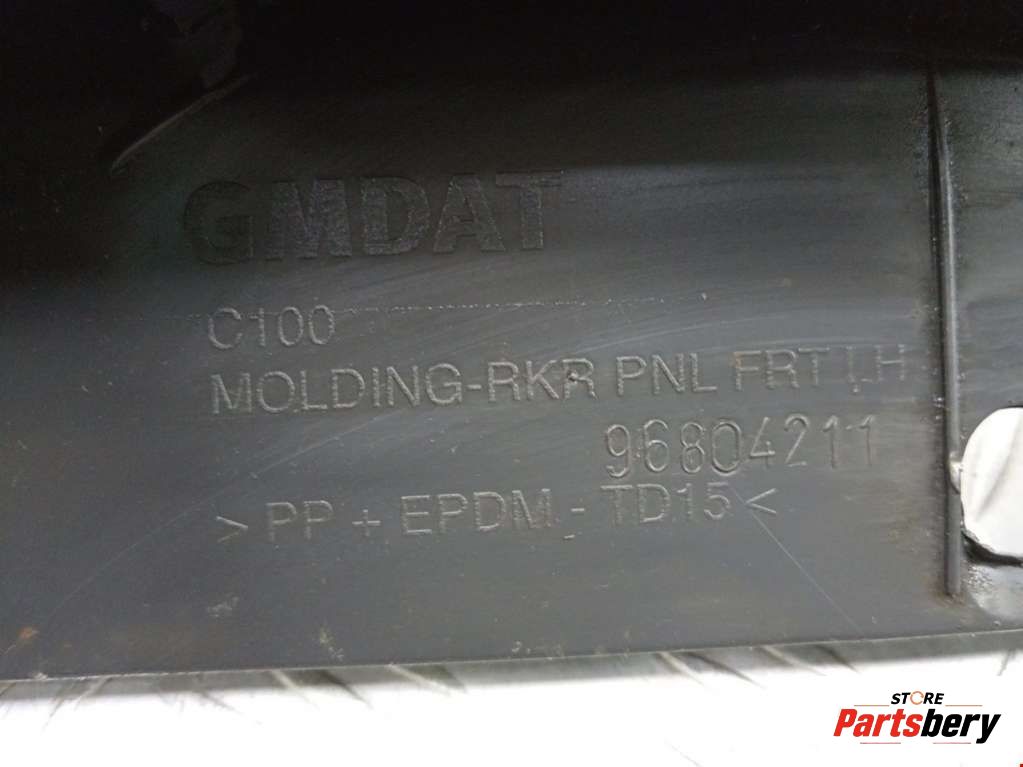 GMDAT
C100
MOLDING-RKR PNL FRT LH
96804211
> PP + EPDM - TD15 <
STORE
Partsbery